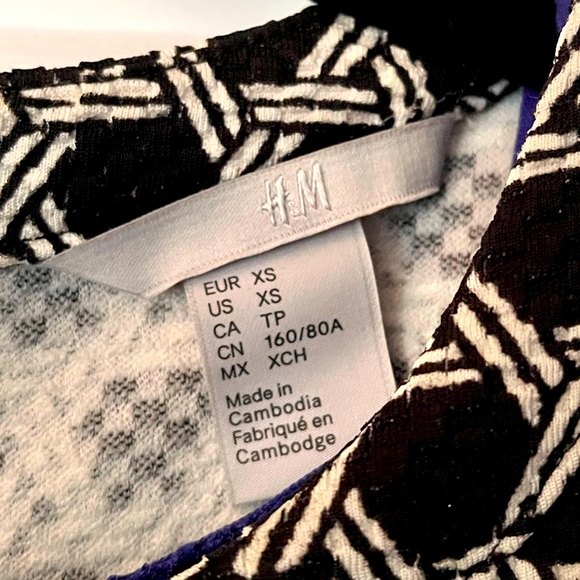 H&M
EUR XS
US XS
CA TP
CN 160/80A
MX XCH
Made in
Cambodia
Fabriqué en
Cambodge